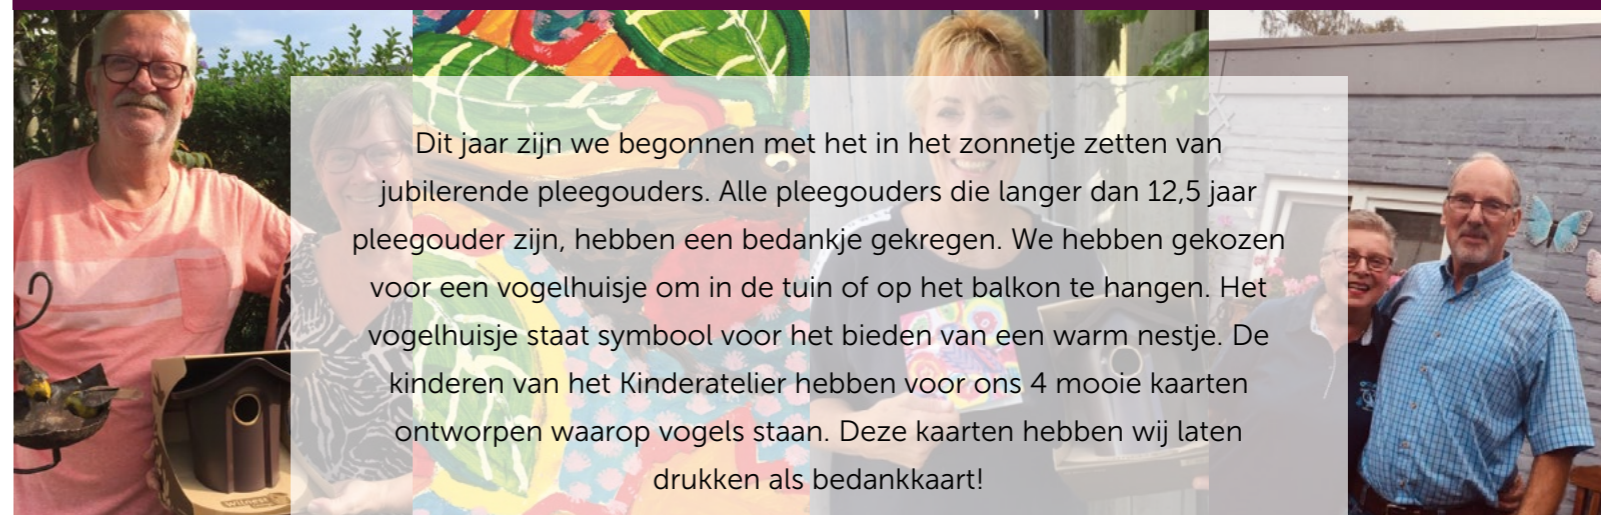 Dit jaar zijn we begonnen met het in het zonnetje zetten van
jubilerende pleegouders. Alle pleegouders die langer dan 12,5 jaar
pleegouder zijn, hebben een bedankje gekregen. We hebben gekozen
voor een vogelhuisje om in de tuin of op het balkon te hangen. Het
vogelhuisje staat symbool voor het bieden van een warm nestje. De
kinderen van het Kinderatelier hebben voor ons 4 mooie kaarten
ontworpen waarop vogels staan. Deze kaarten hebben wij laten
drukken als bedankkaart!